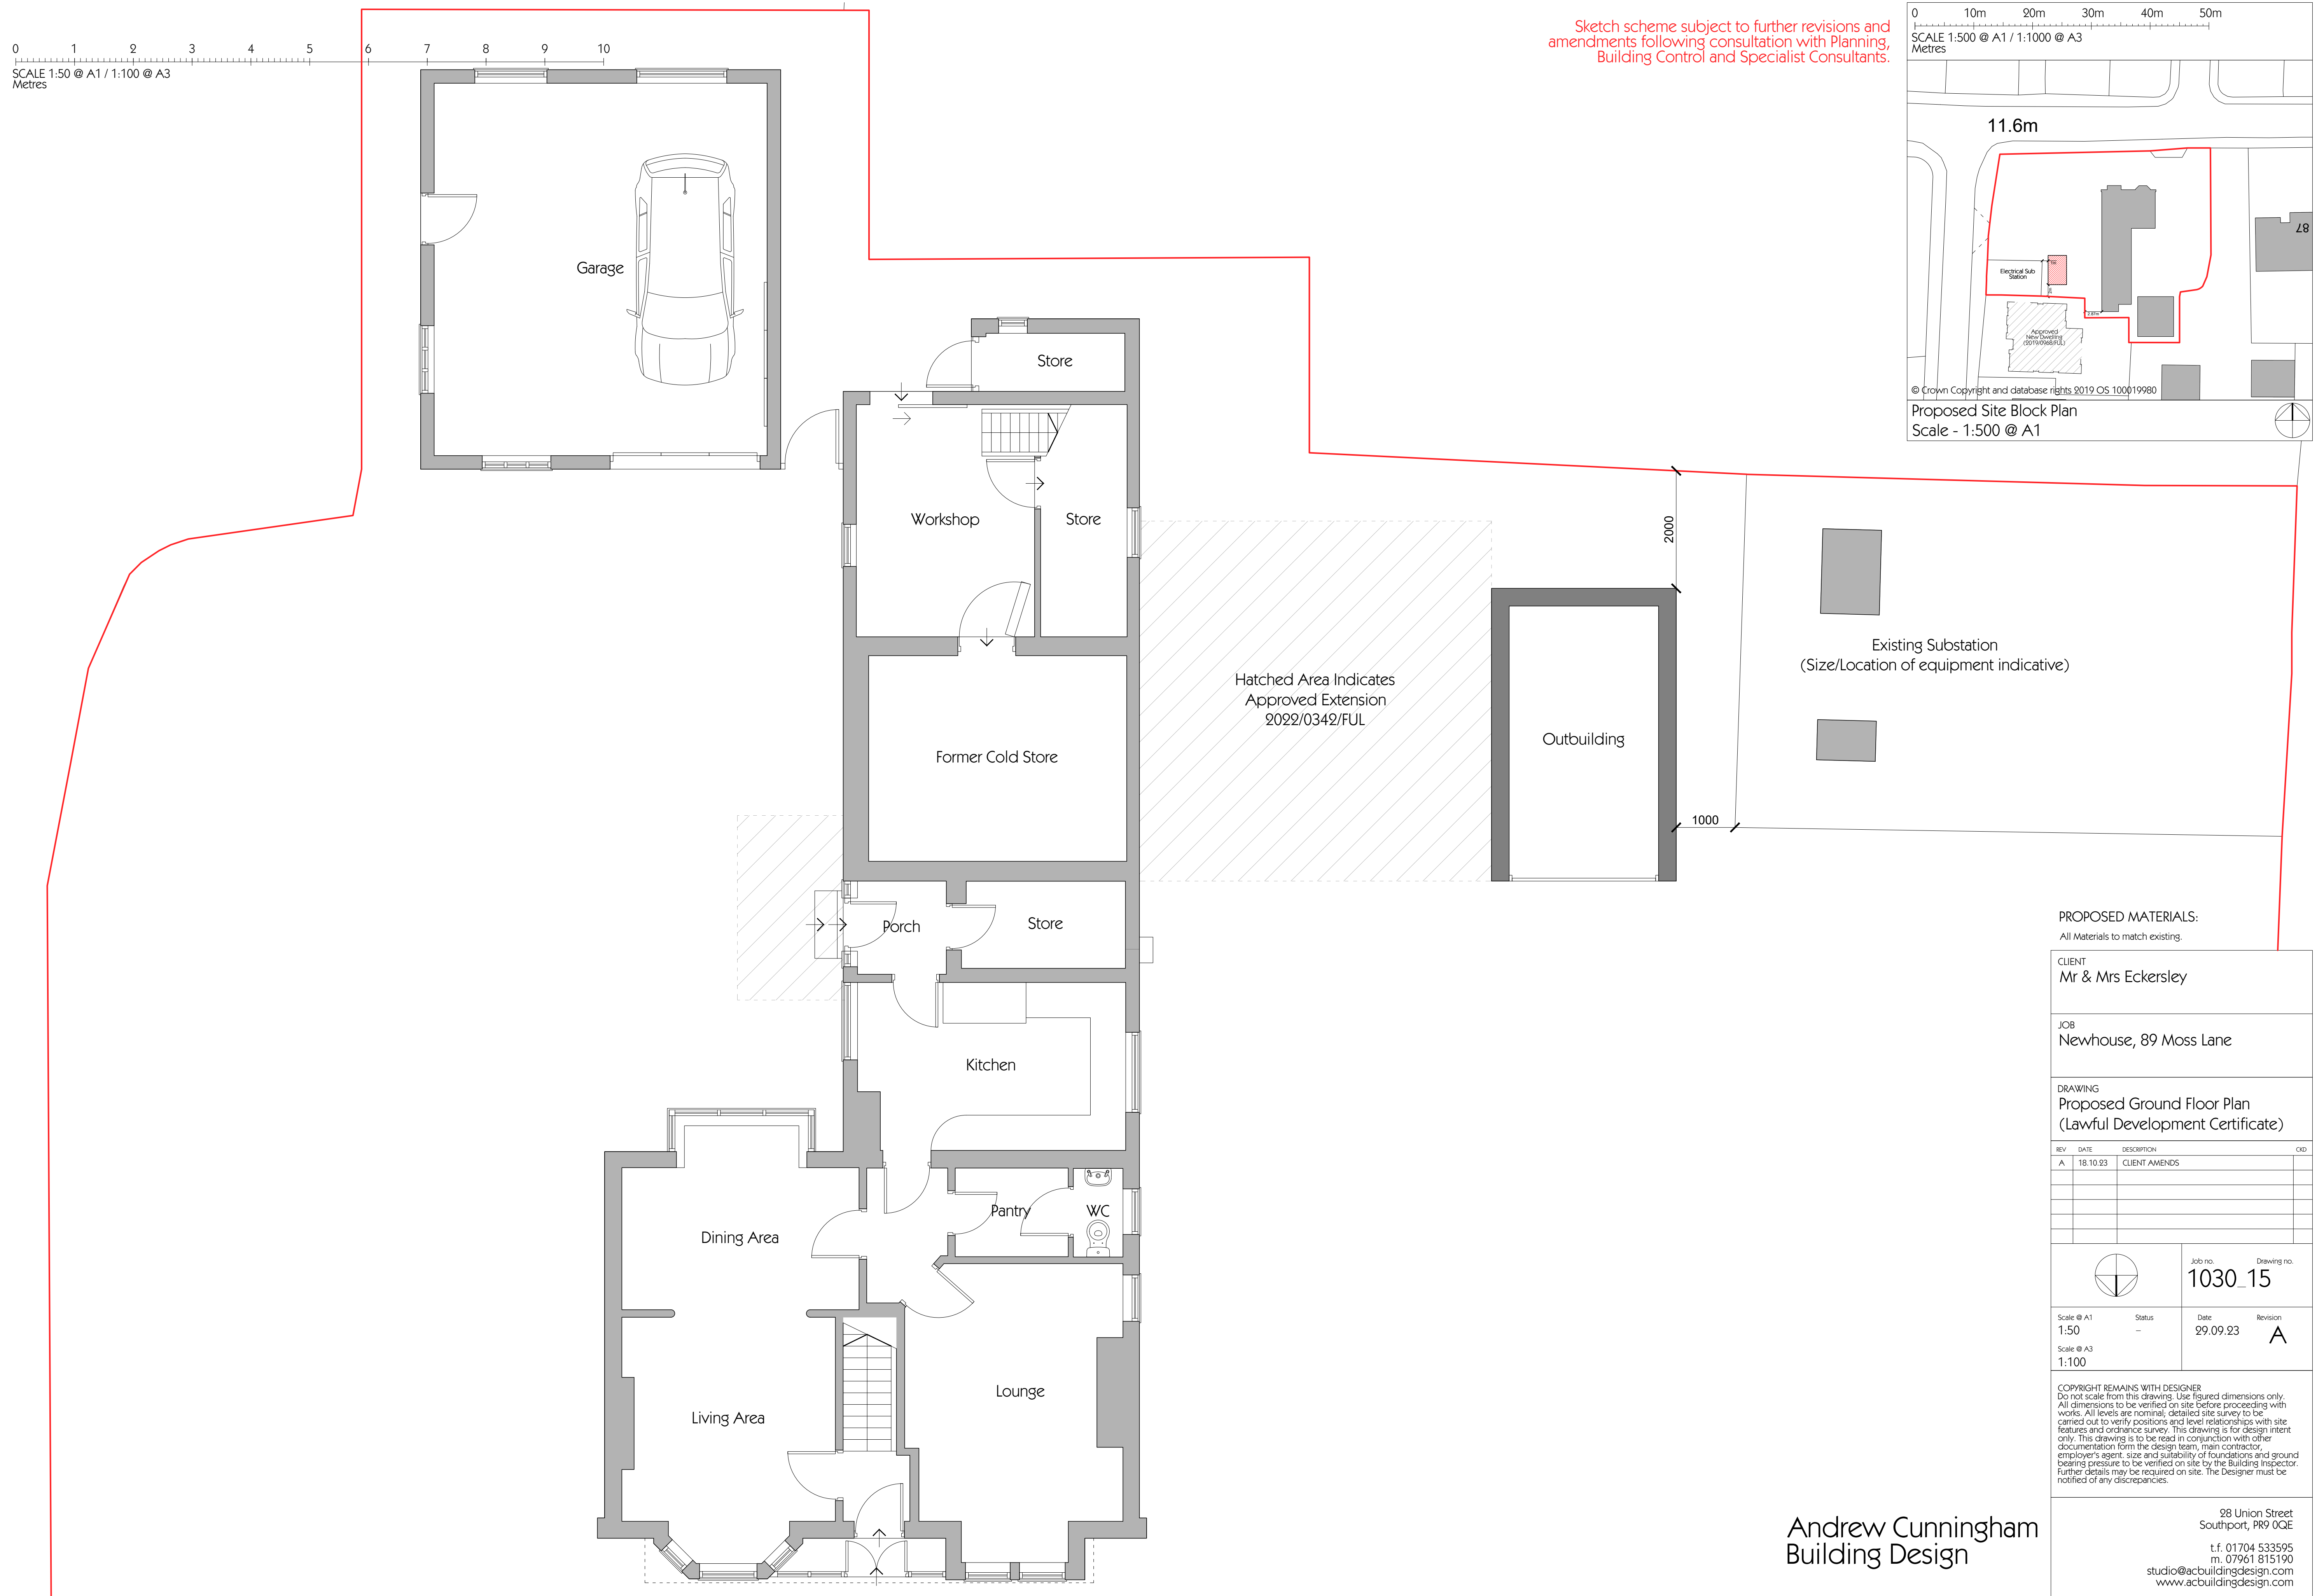 0 1 2 3 4 5 6 7 8 9 10
SCALE 1:50 @ A1 / 1:100 @ A3
Metres
Sketch scheme subject to further revisions and
amendments following consultation with Planning,
Building Control and Specialist Consultants.
0 10m 20m 30m 40m 50m
SCALE 1:500 @ A1 / 1:1000 @ A3
Metres
11.6m
87
Electrical Sub
Station
2.87m
Approved
New Dwelling
(2019/0968/FUL)
© Crown Copyright and database rights 2019 OS 100019980
Proposed Site Block Plan
Scale - 1:500 @ A1
Garage
Store
Workshop
Store
2000
Existing Substation
(Size/Location of equipment indicative)
Hatched Area Indicates
Approved Extension
2022/0342/FUL
Outbuilding
Former Cold Store
1000
Porch
Store
Kitchen
Pantry
WC
Dining Area
Lounge
Living Area
PROPOSED MATERIALS:
All Materials to match existing.
CLIENT
Mr & Mrs Eckersley
JOB
Newhouse, 89 Moss Lane
DRAWING
Proposed Ground Floor Plan
(Lawful Development Certificate)
REV DATE DESCRIPTION CKD
A 18.10.23 CLIENT AMENDS
Job no. Drawing no.
1030_15
Scale @ A1 Status Date Revision
1:50 – 29.09.23 A
Scale @ A3
1:100
COPYRIGHT REMAINS WITH DESIGNER
Do not scale from this drawing. Use figured dimensions only.
All dimensions to be verified on site before proceeding with
works. All levels are nominal; detailed site survey to be
carried out to verify positions and level relationships with site
features and ordnance survey. This drawing is for design intent
only. This drawing is to be read in conjunction with other
documentation form the design team, main contractor,
employer's agent. size and suitability of foundations and ground
bearing pressure to be verified on site by the Building Inspector.
Further details may be required on site. The Designer must be
notified of any discrepancies.
Andrew Cunningham
Building Design
28 Union Street
Southport, PR9 0QE
t.f. 01704 533595
m. 07961 815190
studio@acbuildingdesign.com
www.acbuildingdesign.com